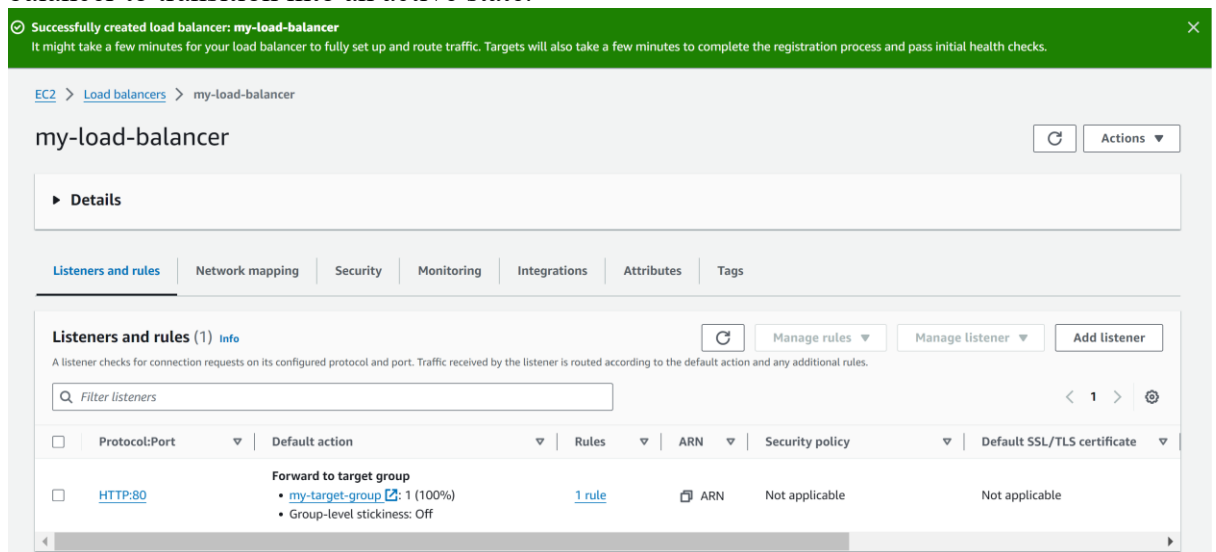 Successfully created load balancer: my-load-balancer
It might take a few minutes for your load balancer to fully set up and route traffic. Targets will also take a few minutes to complete the registration process and pass initial health checks.
EC2 > Load balancers > my-load-balancer
my-load-balancer
Actions
Details
Listeners and rules Network mapping Security Monitoring Integrations Attributes Tags
Listeners and rules (1) Info
Manage rules Manage listener Add listener
A listener checks for connection requests on its configured protocol and port. Traffic received by the listener is routed according to the default action and any additional rules.
Filter listeners
< 1 >
Protocol:Port Default action Rules ARN Security policy Default SSL/TLS certificate
Forward to target group
HTTP:80 • my-target-group: 1 (100%) 1 rule ARN Not applicable Not applicable
• Group-level stickiness: Off